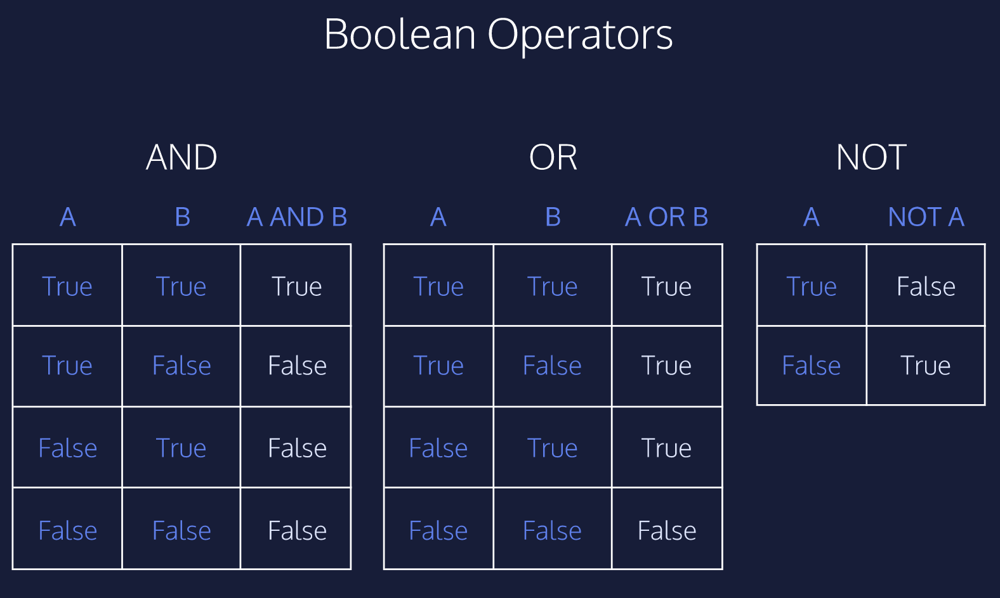 Boolean Operators
AND OR NOT
A B A AND B A B A OR B A NOT A
True True True True True True True False
True False False True False True False True
False True False False True True
False False False False False False